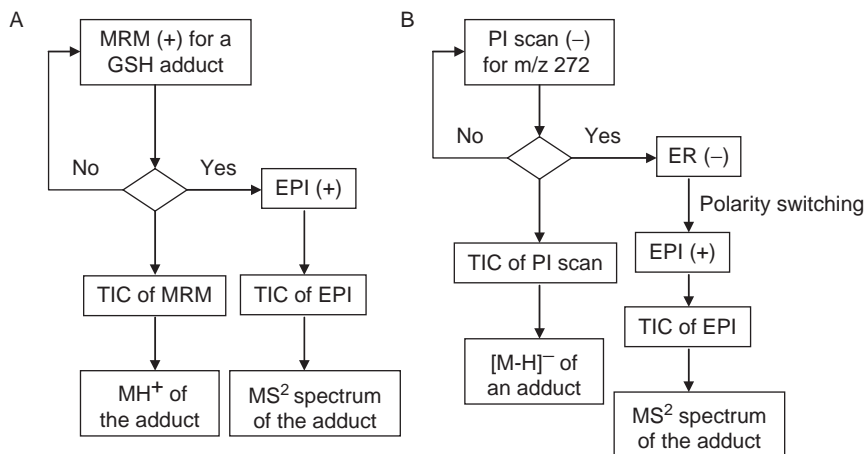 A
MRM (+) for a
GSH adduct
No
Yes
EPI (+)
TIC of MRM
TIC of EPI
MH⁺ of
the adduct
MS² spectrum
of the adduct
B
PI scan (−)
for m/z 272
No
Yes
ER (−)
Polarity switching
TIC of PI scan
EPI (+)
TIC of EPI
[M-H]⁻ of
an adduct
MS² spectrum
of the adduct